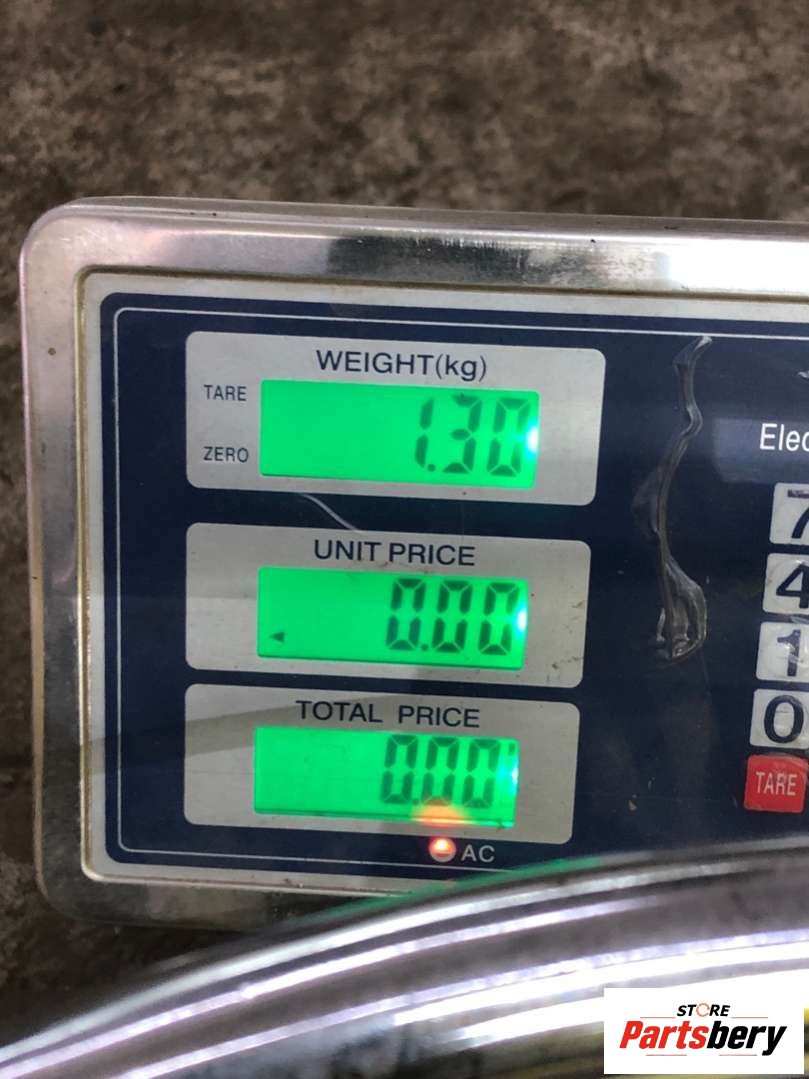 WEIGHT(kg)
TARE
1.30
ZERO
Elec
7
UNIT PRICE
0.00
4
1
TOTAL PRICE
0
0.00
TARE
AC
STORE
Partsbery